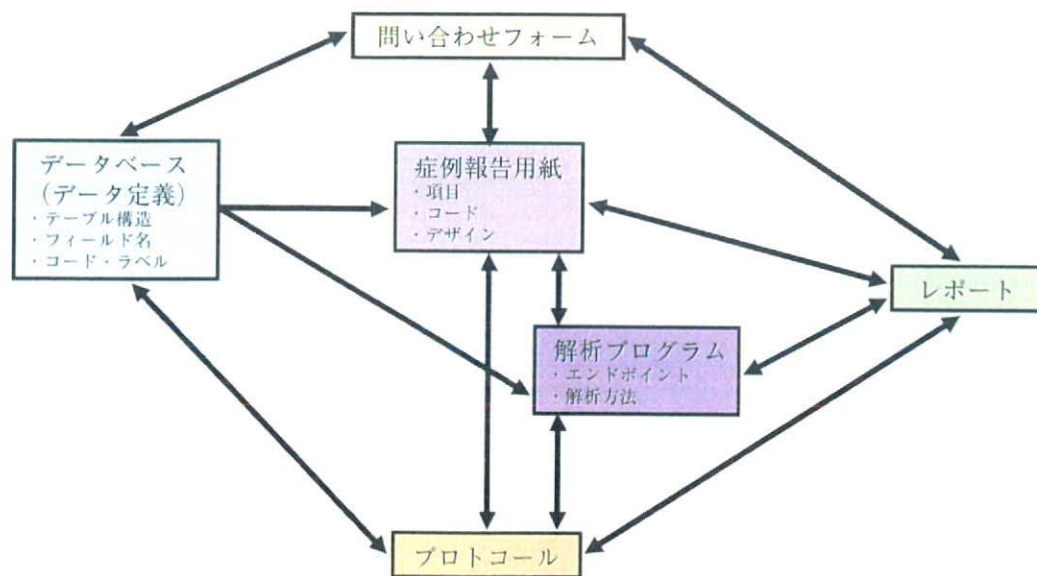 問い合わせフォーム
データベース
（データ定義）
・テーブル構造
・フィールド名
・コード・ラベル
症例報告用紙
・項目
・コード
・デザイン
レポート
解析プログラム
・エンドポイント
・解析方法
プロトコール